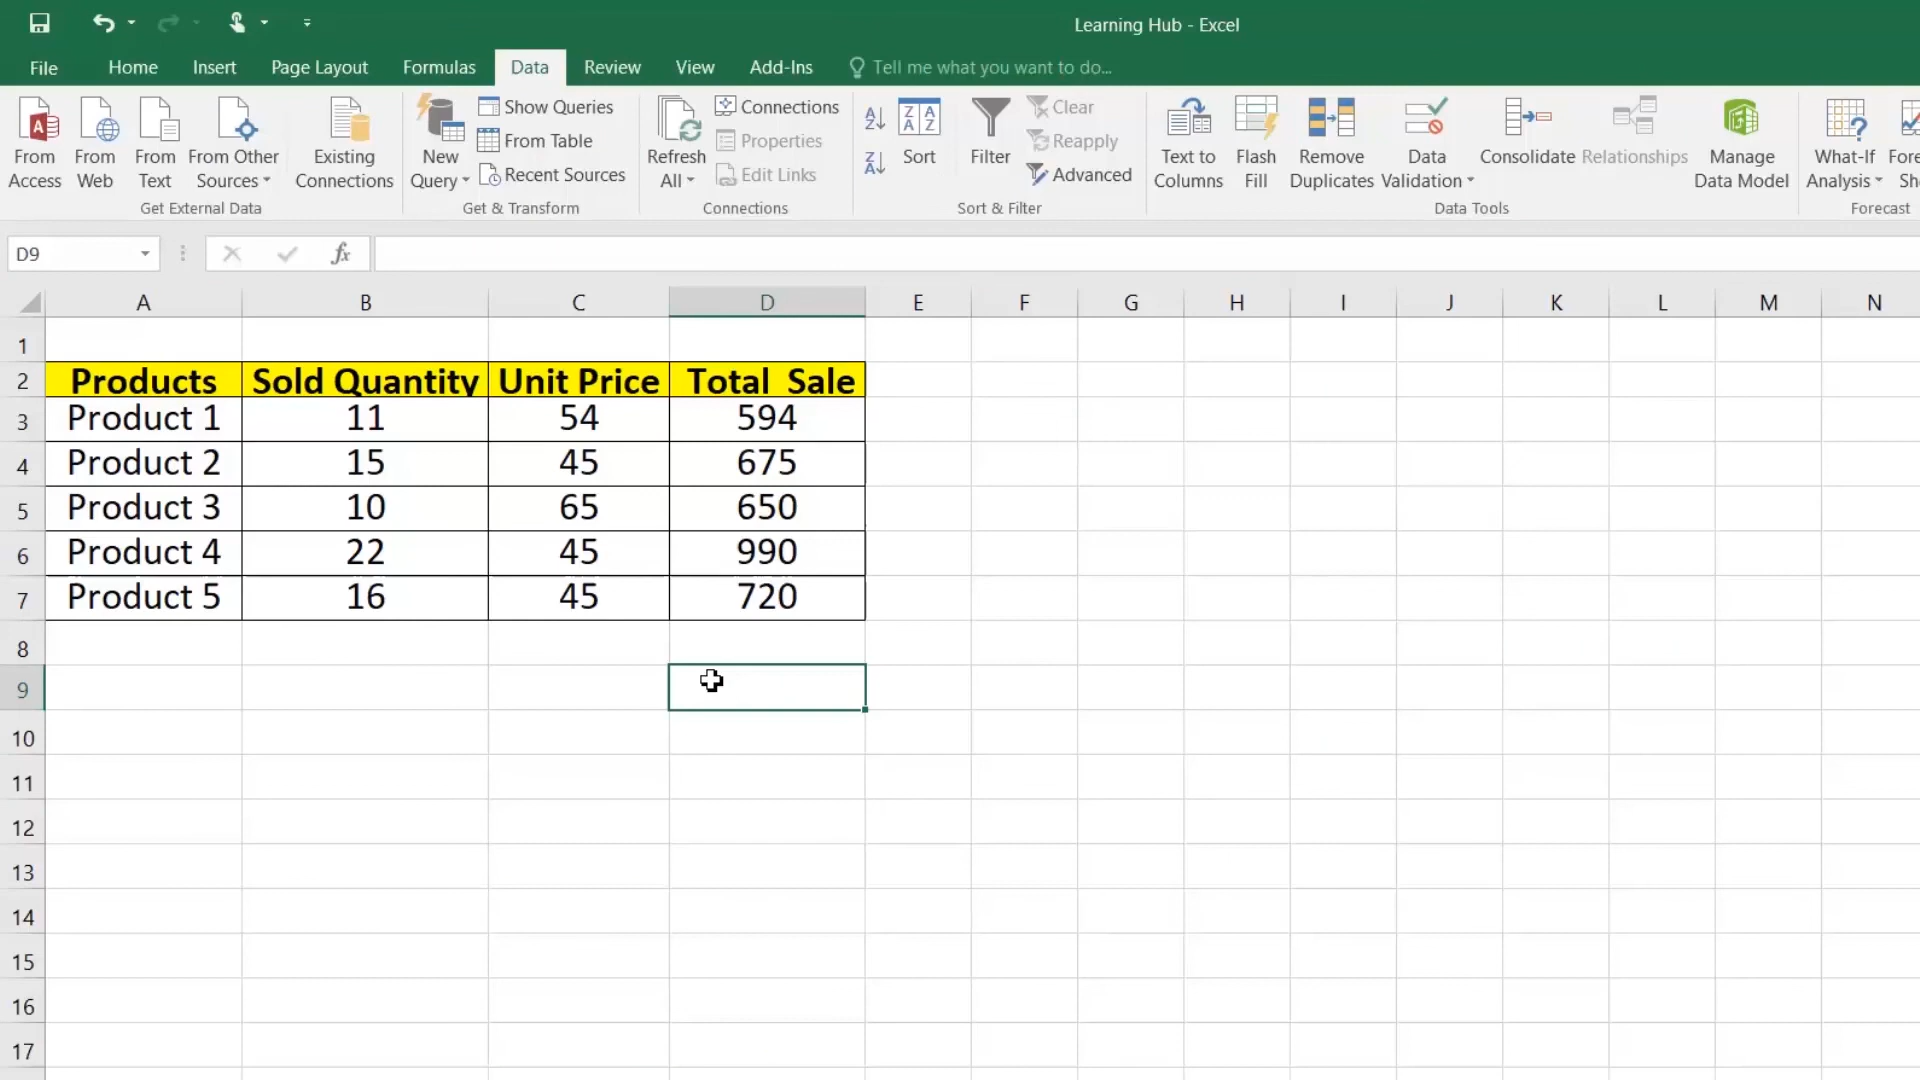 Learning Hub - Excel
File Home Insert Page Layout Formulas Data Review View Add-Ins Tell me what you want to do...
From Access
From Web
From Text
From Other Sources
Existing Connections
Get External Data
New Query
Show Queries
From Table
Recent Sources
Get & Transform
Refresh All
Connections
Properties
Edit Links
Connections
Sort
Filter
Clear
Reapply
Advanced
Sort & Filter
Text to Columns
Flash Fill
Remove Duplicates
Data Validation
Consolidate
Relationships
Manage Data Model
Data Tools
What-If Analysis
Forecast
D9 fx
A B C D E F G H I J K L M N
1
2 Products Sold Quantity Unit Price Total Sale
3 Product 1 11 54 594
4 Product 2 15 45 675
5 Product 3 10 65 650
6 Product 4 22 45 990
7 Product 5 16 45 720
8
9
10
11
12
13
14
15
16
17